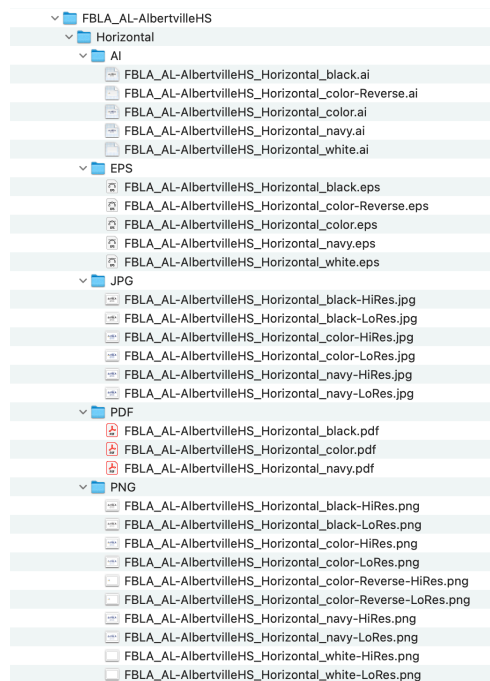 FBLA_AL-AlbertvilleHS
Horizontal
AI
FBLA_AL-AlbertvilleHS_Horizontal_black.ai
FBLA_AL-AlbertvilleHS_Horizontal_color-Reverse.ai
FBLA_AL-AlbertvilleHS_Horizontal_color.ai
FBLA_AL-AlbertvilleHS_Horizontal_navy.ai
FBLA_AL-AlbertvilleHS_Horizontal_white.ai
EPS
FBLA_AL-AlbertvilleHS_Horizontal_black.eps
FBLA_AL-AlbertvilleHS_Horizontal_color-Reverse.eps
FBLA_AL-AlbertvilleHS_Horizontal_color.eps
FBLA_AL-AlbertvilleHS_Horizontal_navy.eps
FBLA_AL-AlbertvilleHS_Horizontal_white.eps
JPG
FBLA_AL-AlbertvilleHS_Horizontal_black-HiRes.jpg
FBLA_AL-AlbertvilleHS_Horizontal_black-LoRes.jpg
FBLA_AL-AlbertvilleHS_Horizontal_color-HiRes.jpg
FBLA_AL-AlbertvilleHS_Horizontal_color-LoRes.jpg
FBLA_AL-AlbertvilleHS_Horizontal_navy-HiRes.jpg
FBLA_AL-AlbertvilleHS_Horizontal_navy-LoRes.jpg
PDF
FBLA_AL-AlbertvilleHS_Horizontal_black.pdf
FBLA_AL-AlbertvilleHS_Horizontal_color.pdf
FBLA_AL-AlbertvilleHS_Horizontal_navy.pdf
PNG
FBLA_AL-AlbertvilleHS_Horizontal_black-HiRes.png
FBLA_AL-AlbertvilleHS_Horizontal_black-LoRes.png
FBLA_AL-AlbertvilleHS_Horizontal_color-HiRes.png
FBLA_AL-AlbertvilleHS_Horizontal_color-LoRes.png
FBLA_AL-AlbertvilleHS_Horizontal_color-Reverse-HiRes.png
FBLA_AL-AlbertvilleHS_Horizontal_color-Reverse-LoRes.png
FBLA_AL-AlbertvilleHS_Horizontal_navy-HiRes.png
FBLA_AL-AlbertvilleHS_Horizontal_navy-LoRes.png
FBLA_AL-AlbertvilleHS_Horizontal_white-HiRes.png
FBLA_AL-AlbertvilleHS_Horizontal_white-LoRes.png